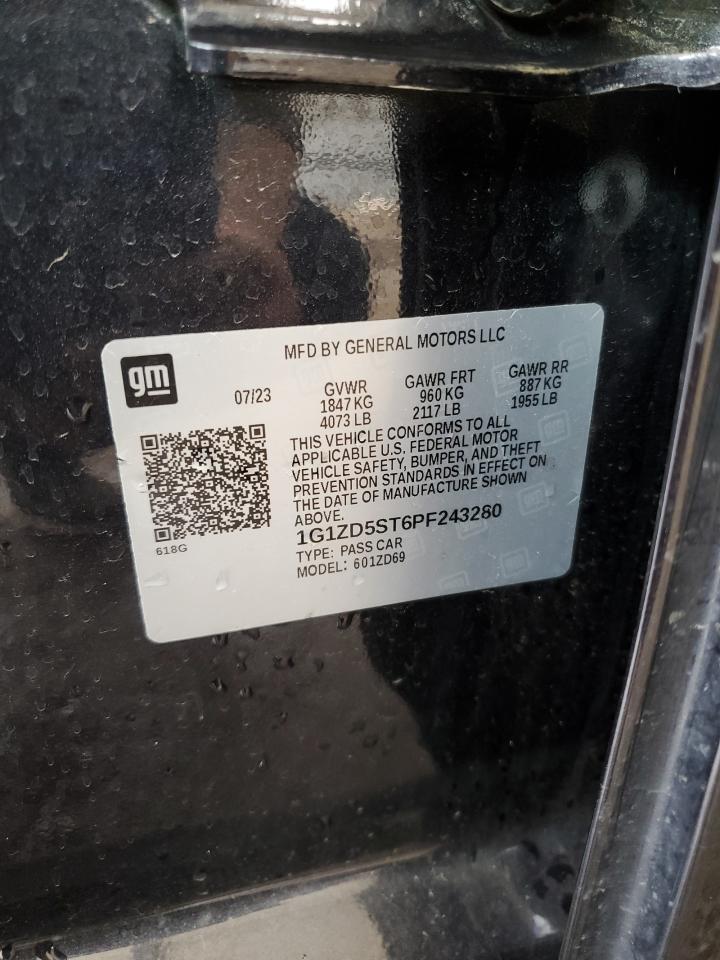 MFD BY GENERAL MOTORS LLC
gm
07/23
GVWR
1847 KG
4073 LB
GAWR FRT
960 KG
2117 LB
GAWR RR
887 KG
1955 LB
THIS VEHICLE CONFORMS TO ALL
APPLICABLE U.S. FEDERAL MOTOR
VEHICLE SAFETY, BUMPER, AND THEFT
PREVENTION STANDARDS IN EFFECT ON
THE DATE OF MANUFACTURE SHOWN
ABOVE.
1G1ZD5ST6PF243280
TYPE: PASS CAR
MODEL: 601ZD69
618G